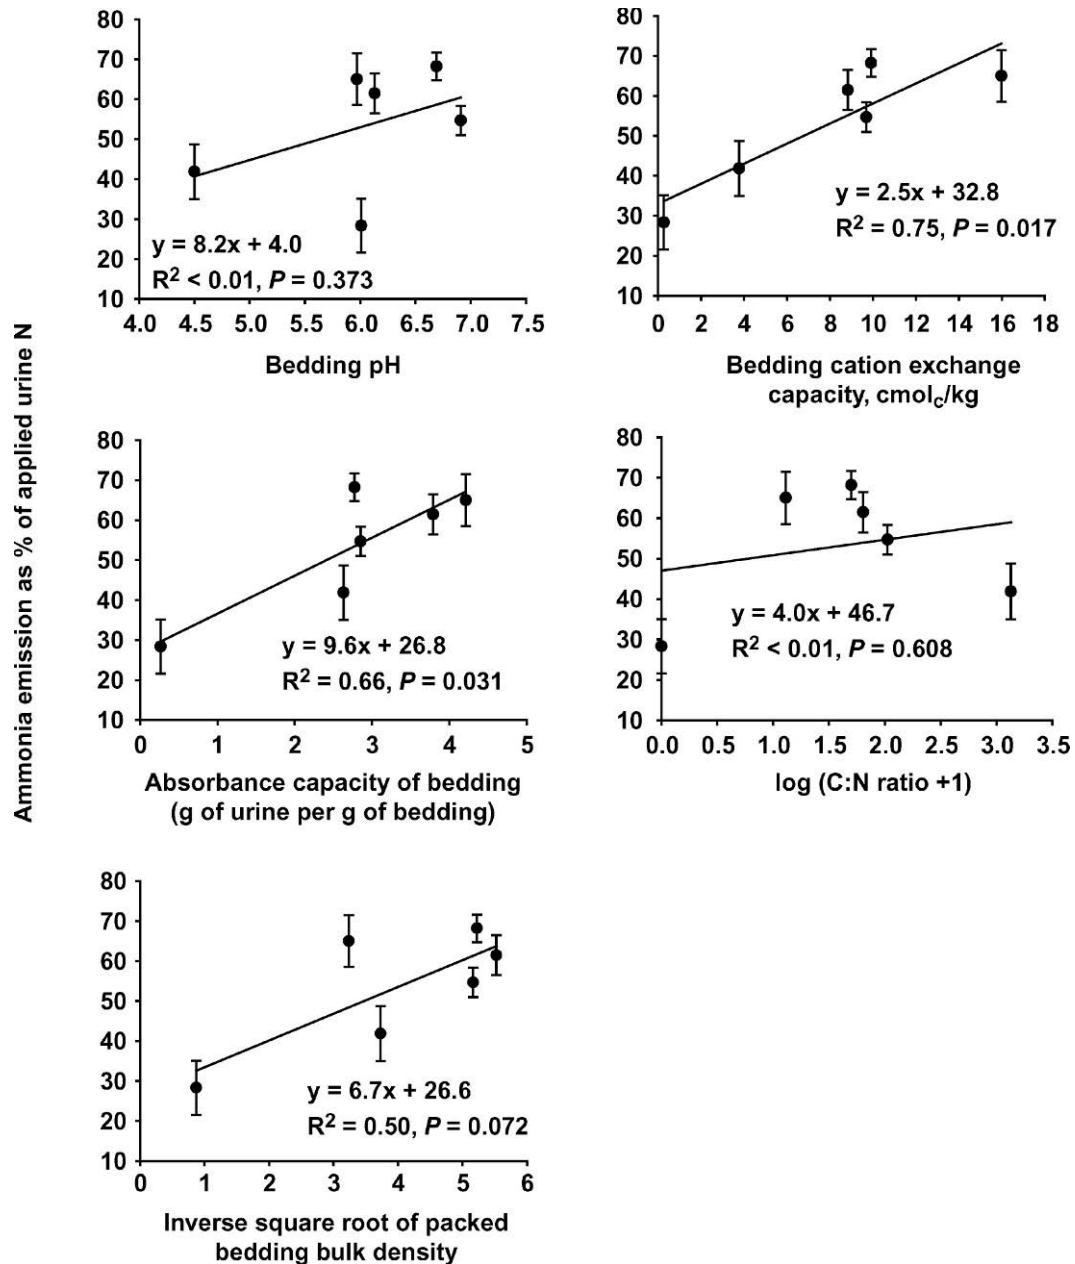 Ammonia emission as % of applied urine N
80
70
60
50
40
30
20
10
y = 8.2x + 4.0
R² < 0.01, P = 0.373
4.0 4.5 5.0 5.5 6.0 6.5 7.0 7.5
Bedding pH
80
70
60
50
40
30
20
10
y = 2.5x + 32.8
R² = 0.75, P = 0.017
0 2 4 6 8 10 12 14 16 18
Bedding cation exchange
capacity, cmolc/kg
80
70
60
50
40
30
20
10
y = 9.6x + 26.8
R² = 0.66, P = 0.031
0 1 2 3 4 5
Absorbance capacity of bedding
(g of urine per g of bedding)
80
70
60
50
40
30
20
10
y = 4.0x + 46.7
R² < 0.01, P = 0.608
0.0 0.5 1.0 1.5 2.0 2.5 3.0 3.5
log (C:N ratio +1)
80
70
60
50
40
30
20
10
y = 6.7x + 26.6
R² = 0.50, P = 0.072
0 1 2 3 4 5 6
Inverse square root of packed
bedding bulk density